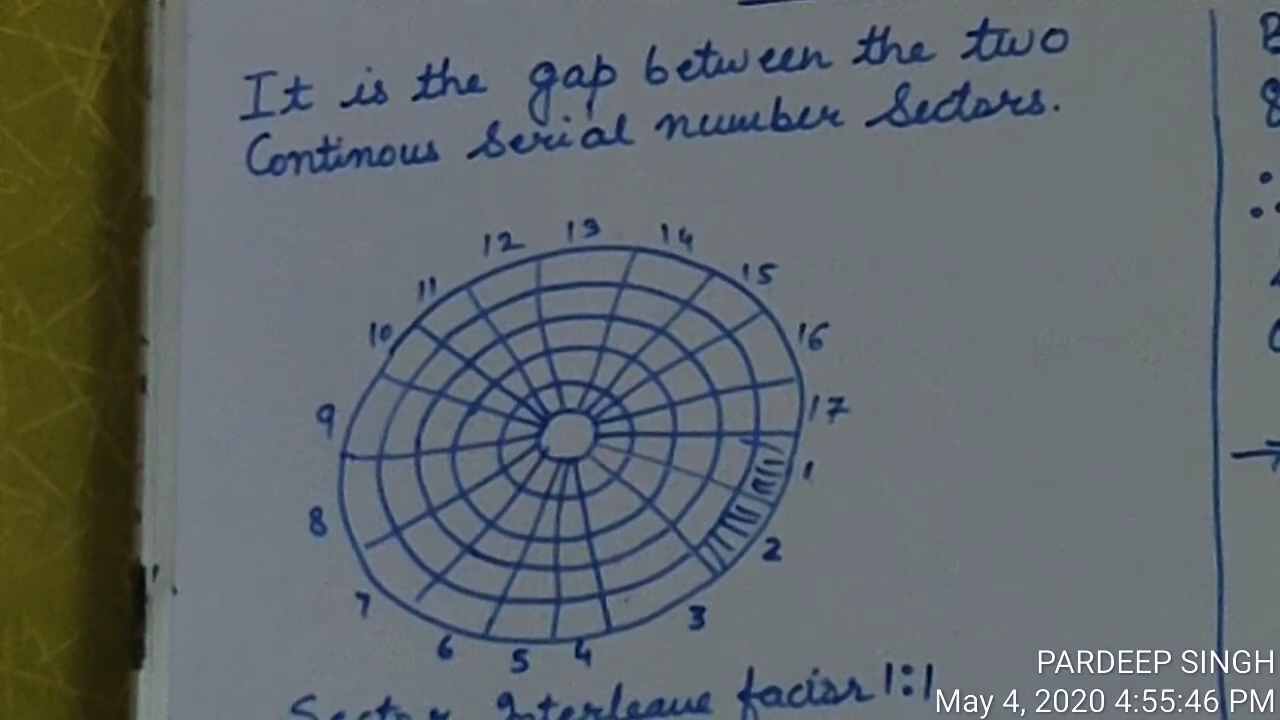 It is the gap between the two
Continous Serial number Sectors.
12 13 14
11 15
10 16
9 17
1
8 2
7 3
6 5 4
Sector Interleave factor 1:1
PARDEEP SINGH
May 4, 2020 4:55:46 PM